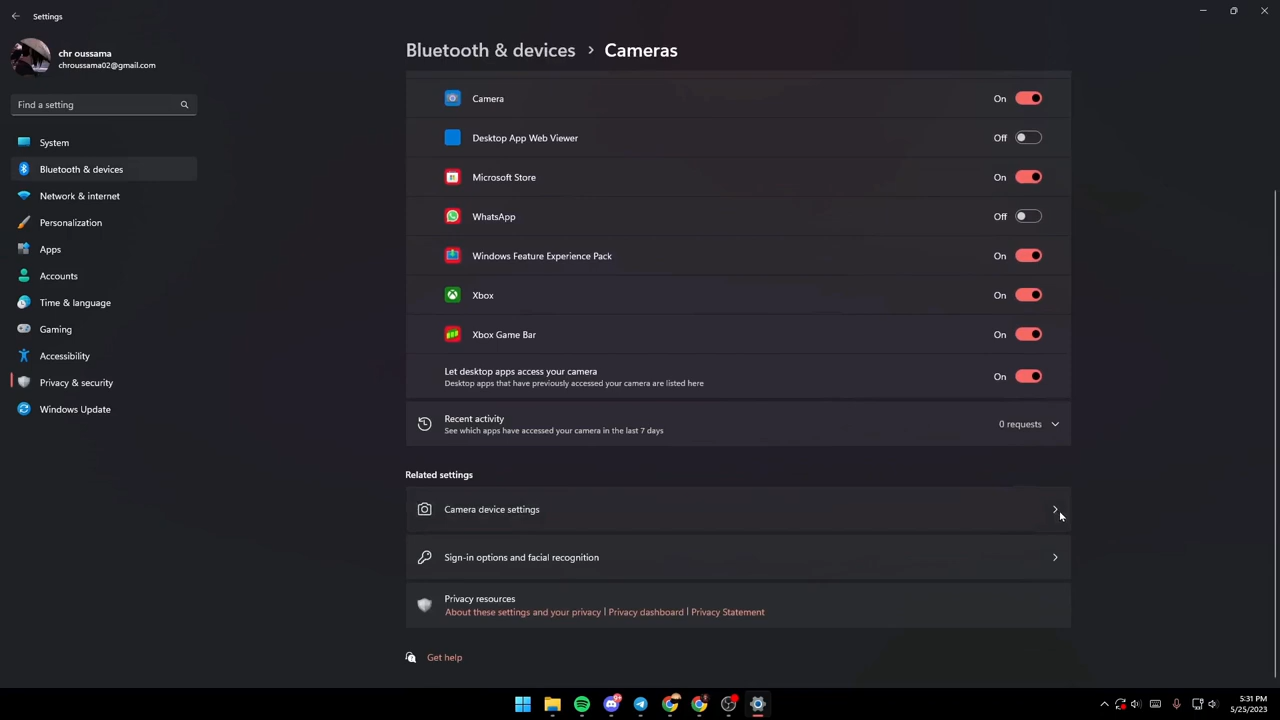 Settings
chr oussama
chroussama02@gmail.com
Find a setting
System
Bluetooth & devices
Network & internet
Personalization
Apps
Accounts
Time & language
Gaming
Accessibility
Privacy & security
Windows Update
Bluetooth & devices > Cameras
Camera On
Desktop App Web Viewer Off
Microsoft Store On
WhatsApp Off
Windows Feature Experience Pack On
Xbox On
Xbox Game Bar On
Let desktop apps access your camera On
Desktop apps that have previously accessed your camera are listed here
Recent activity 0 requests
See which apps have accessed your camera in the last 7 days
Related settings
Camera device settings
Sign-in options and facial recognition
Privacy resources
About these settings and your privacy | Privacy dashboard | Privacy Statement
Get help
5:31 PM
5/25/2023